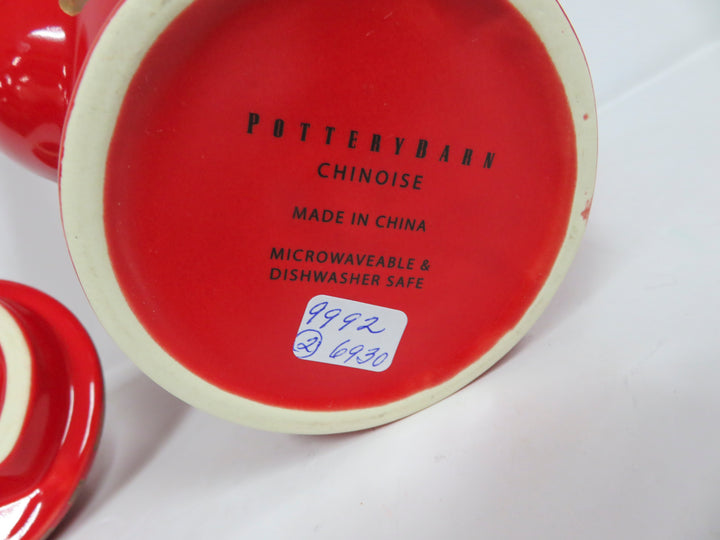 POTTERYBARN
CHINOISE
MADE IN CHINA
MICROWAVEABLE &
DISHWASHER SAFE
9992
2 6930